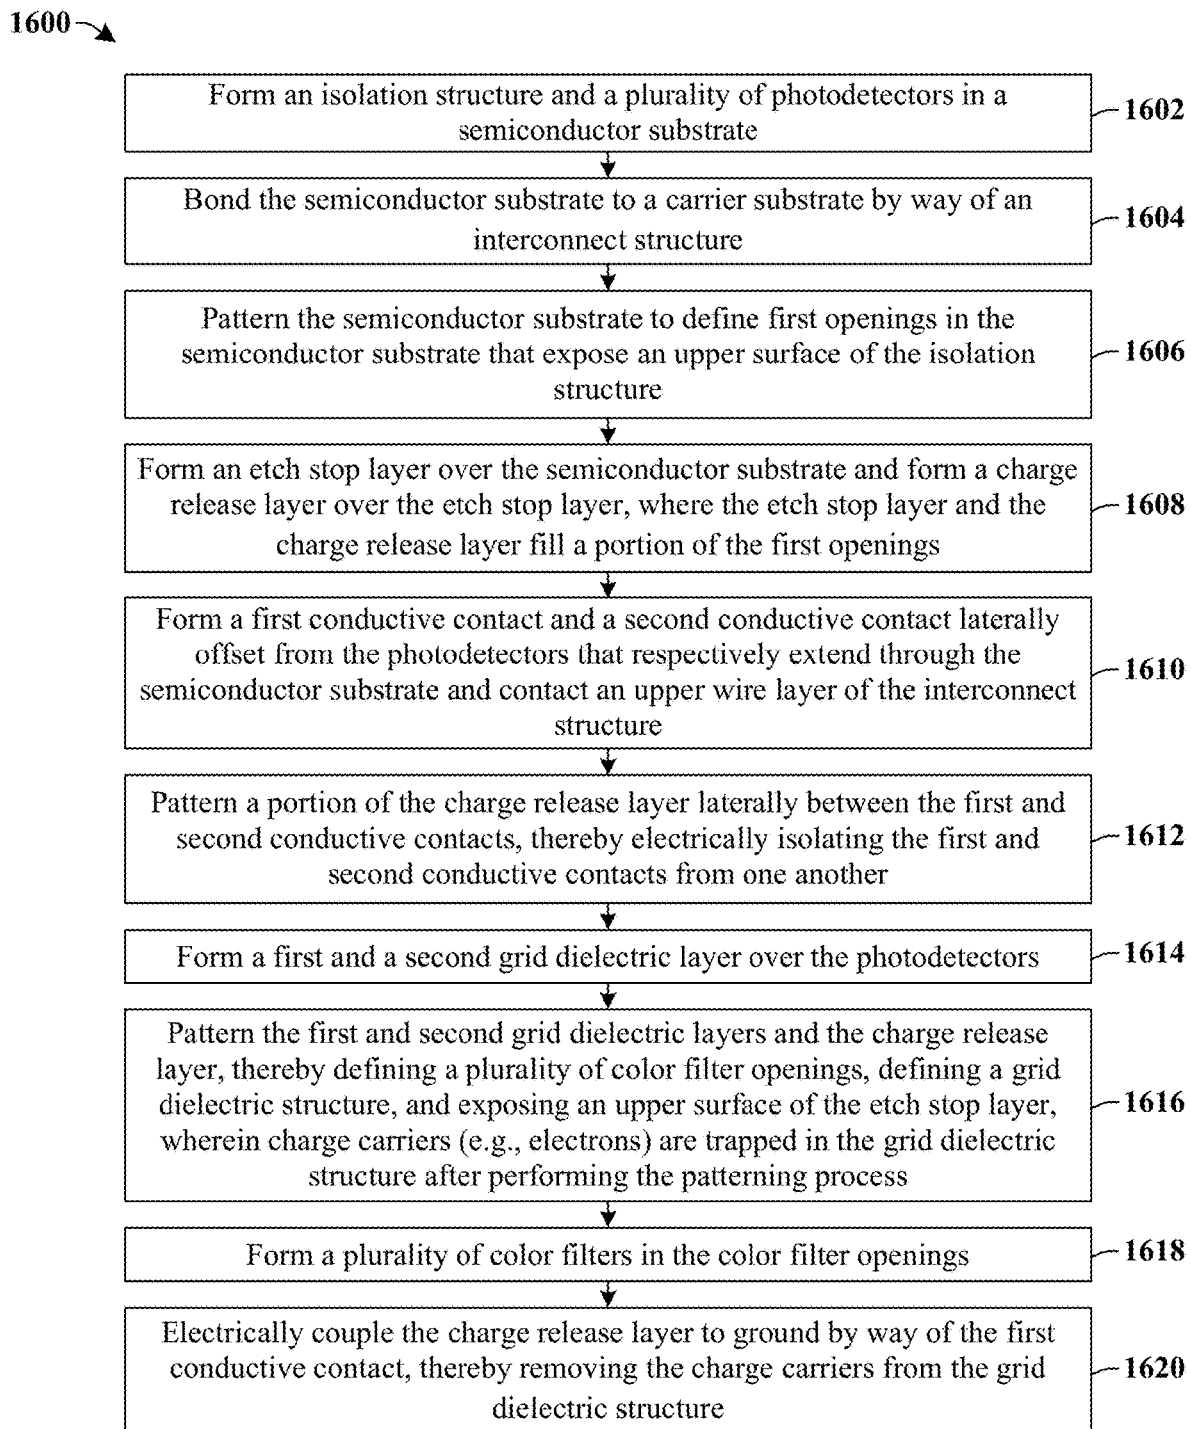 1600
Form an isolation structure and a plurality of photodetectors in a
semiconductor substrate
1602
Bond the semiconductor substrate to a carrier substrate by way of an
interconnect structure
1604
Pattern the semiconductor substrate to define first openings in the
semiconductor substrate that expose an upper surface of the isolation
structure
1606
Form an etch stop layer over the semiconductor substrate and form a charge
release layer over the etch stop layer, where the etch stop layer and the
charge release layer fill a portion of the first openings
1608
Form a first conductive contact and a second conductive contact laterally
offset from the photodetectors that respectively extend through the
semiconductor substrate and contact an upper wire layer of the interconnect
structure
1610
Pattern a portion of the charge release layer laterally between the first and
second conductive contacts, thereby electrically isolating the first and
second conductive contacts from one another
1612
Form a first and a second grid dielectric layer over the photodetectors
1614
Pattern the first and second grid dielectric layers and the charge release
layer, thereby defining a plurality of color filter openings, defining a grid
dielectric structure, and exposing an upper surface of the etch stop layer,
wherein charge carriers (e.g., electrons) are trapped in the grid dielectric
structure after performing the patterning process
1616
Form a plurality of color filters in the color filter openings
1618
Electrically couple the charge release layer to ground by way of the first
conductive contact, thereby removing the charge carriers from the grid
dielectric structure
1620